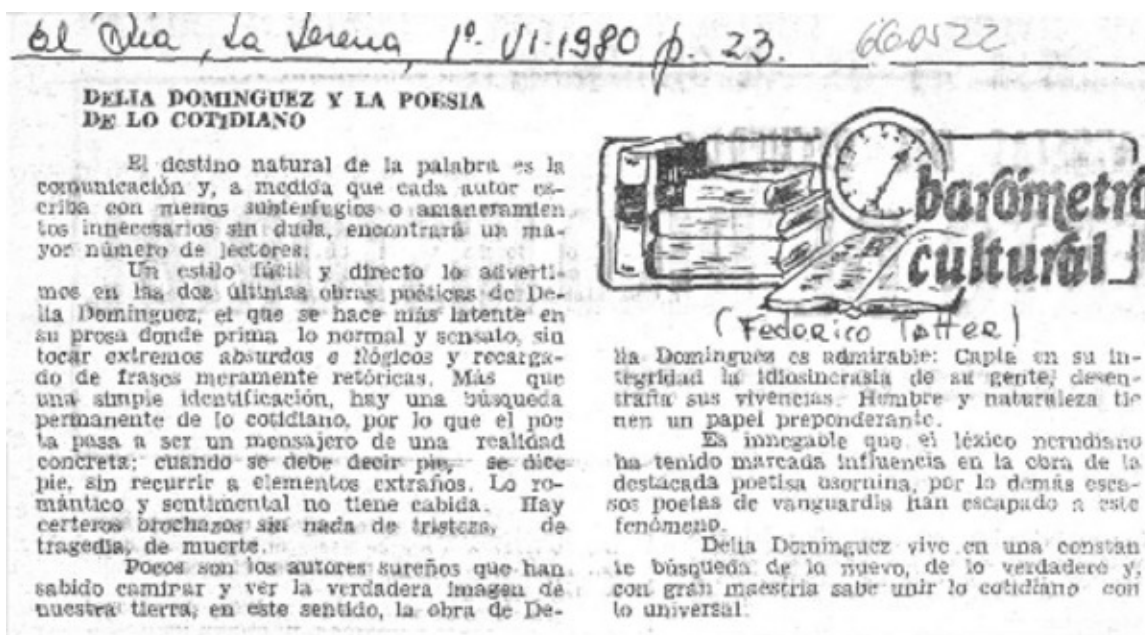 El Día, La Serena, 1º-VI-1980 p. 23. 660522
DELIA DOMINGUEZ Y LA POESIA
DE LO COTIDIANO
El destino natural de la palabra es la
comunicación y, a medida que cada autor es-
criba con menos subterfugios o amaneramien
tos innecesarios sin duda, encontrará un ma-
yor número de lectores.
Un estilo fácil y directo lo adverti-
mos en las dos últimas obras poéticas de De-
lia Domínguez, el que se hace más latente en
su prosa donde prima lo normal y sensato, sin
tocar extremos absurdos e ilógicos y recarga-
do de frases meramente retóricas. Más que
una simple identificación, hay una búsqueda
permanente de lo cotidiano, por lo que el poe
ta pasa a ser un mensajero de una realidad
concreta; cuando se debe decir pie, se dice
pie, sin recurrir a elementos extraños. Lo ro-
mántico y sentimental no tiene cabida. Hay
certeros brochazos sin nada de tristeza, de
tragedia, de muerte.
Pocos son los autores sureños que han
sabido caminar y ver la verdadera imagen de
nuestra tierra, en este sentido, la obra de De-
barómetro
cultural
(Federico Tatter)
lia Domínguez es admirable: Capta en su in-
tegridad la idiosincrasia de su gente, desen-
traña sus vivencias. Hombre y naturaleza tie
nen un papel preponderante.
Es innegable que el léxico nerudiano
ha tenido marcada influencia en la obra de la
destacada poetisa osornina, por lo demás esca-
sos poetas de vanguardia han escapado a este
fenómeno.
Delia Domínguez vive en una constan
te búsqueda de lo nuevo, de lo verdadero y,
con gran maestría sabe unir lo cotidiano con
lo universal.